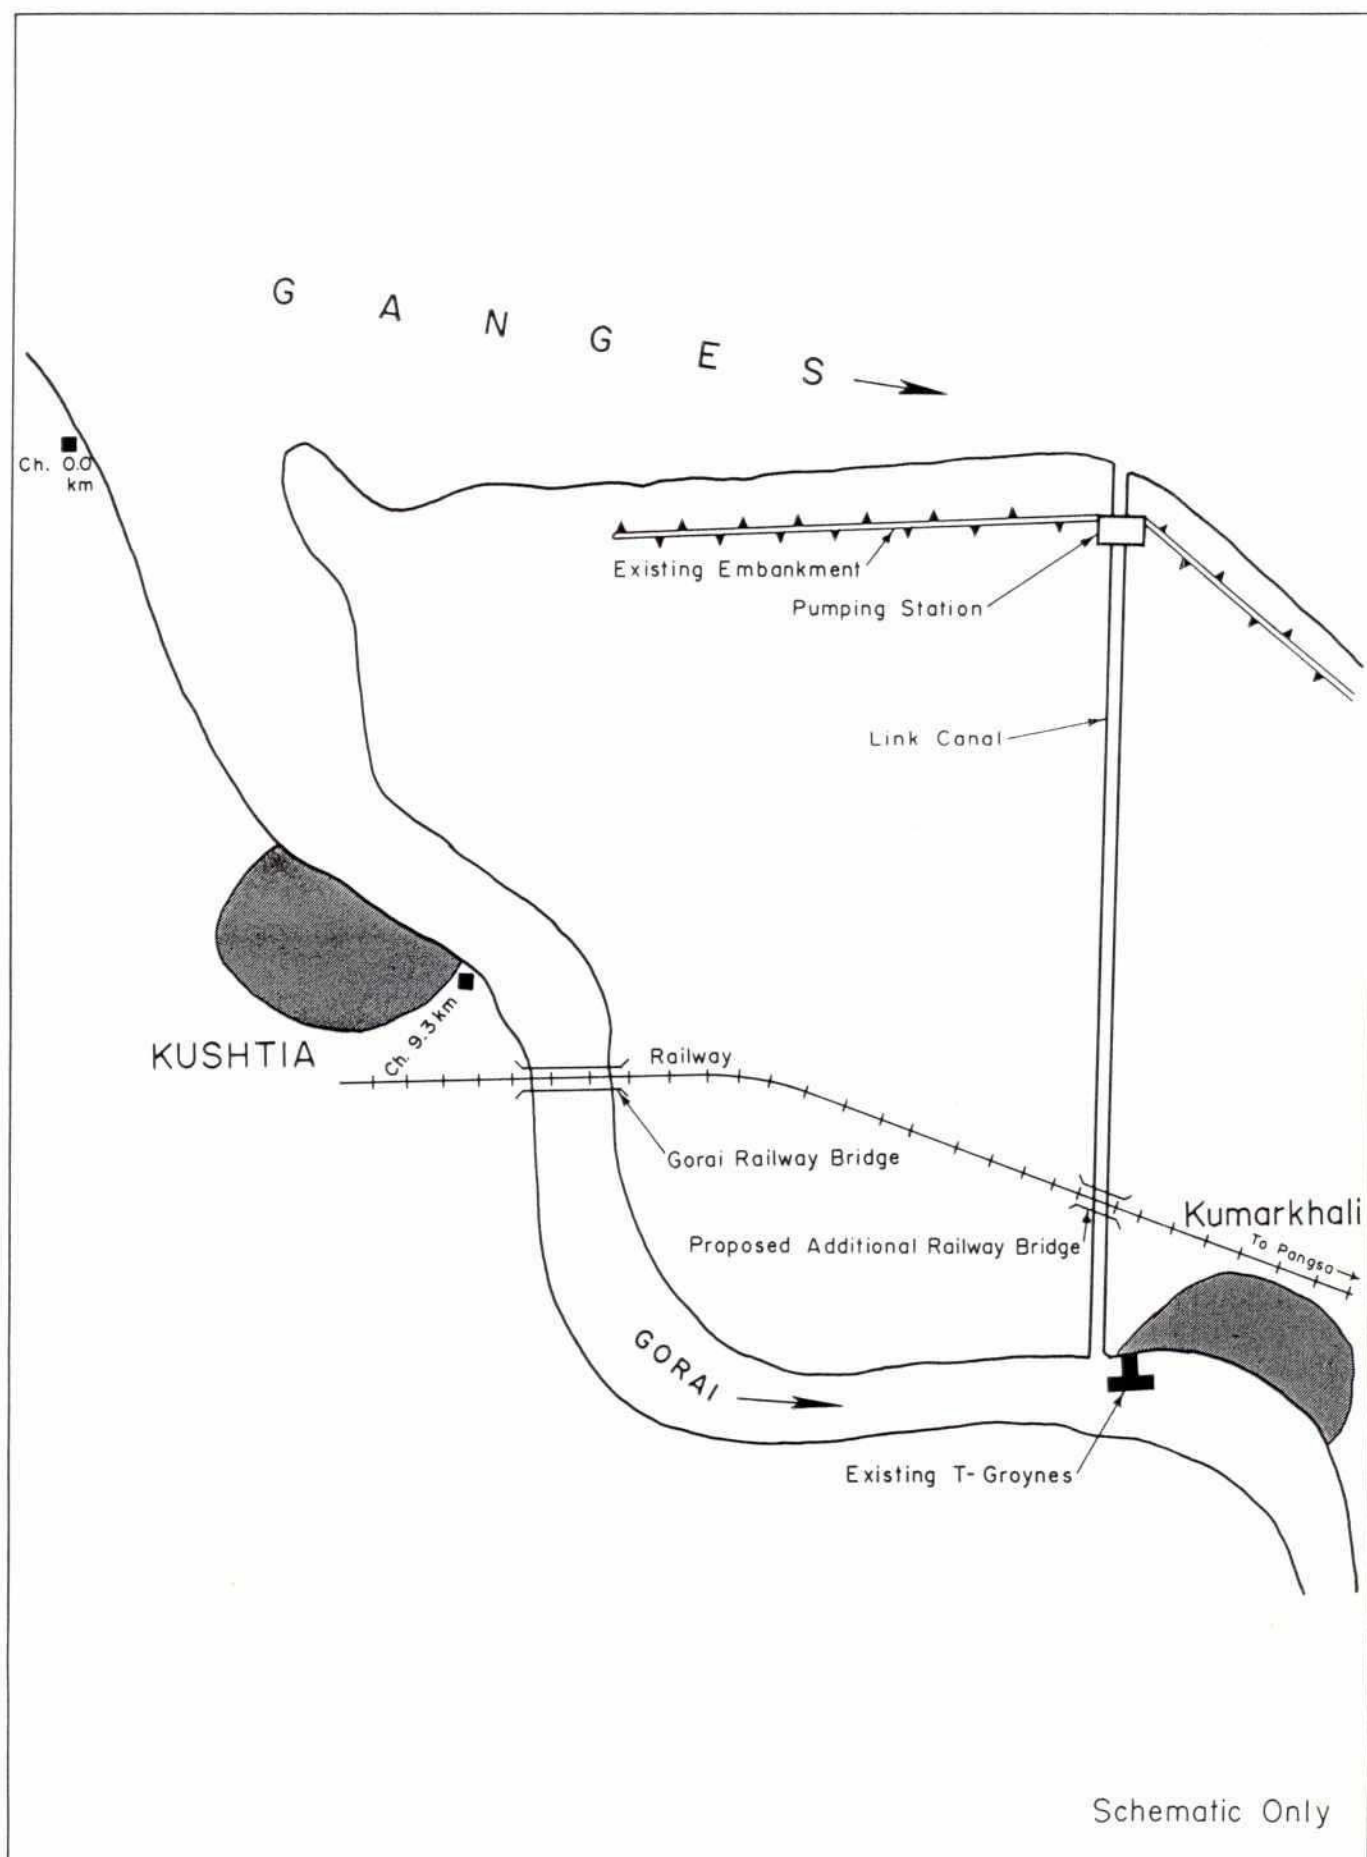 GANGES
Ch. 0.0
km
Existing Embankment
Pumping Station
Link Canal
KUSHTIA
Ch. 9.3 km
Railway
Gorai Railway Bridge
Kumarkhali
To Pangsa
Proposed Additional Railway Bridge
GORAI
Existing T-Groynes
Schematic Only